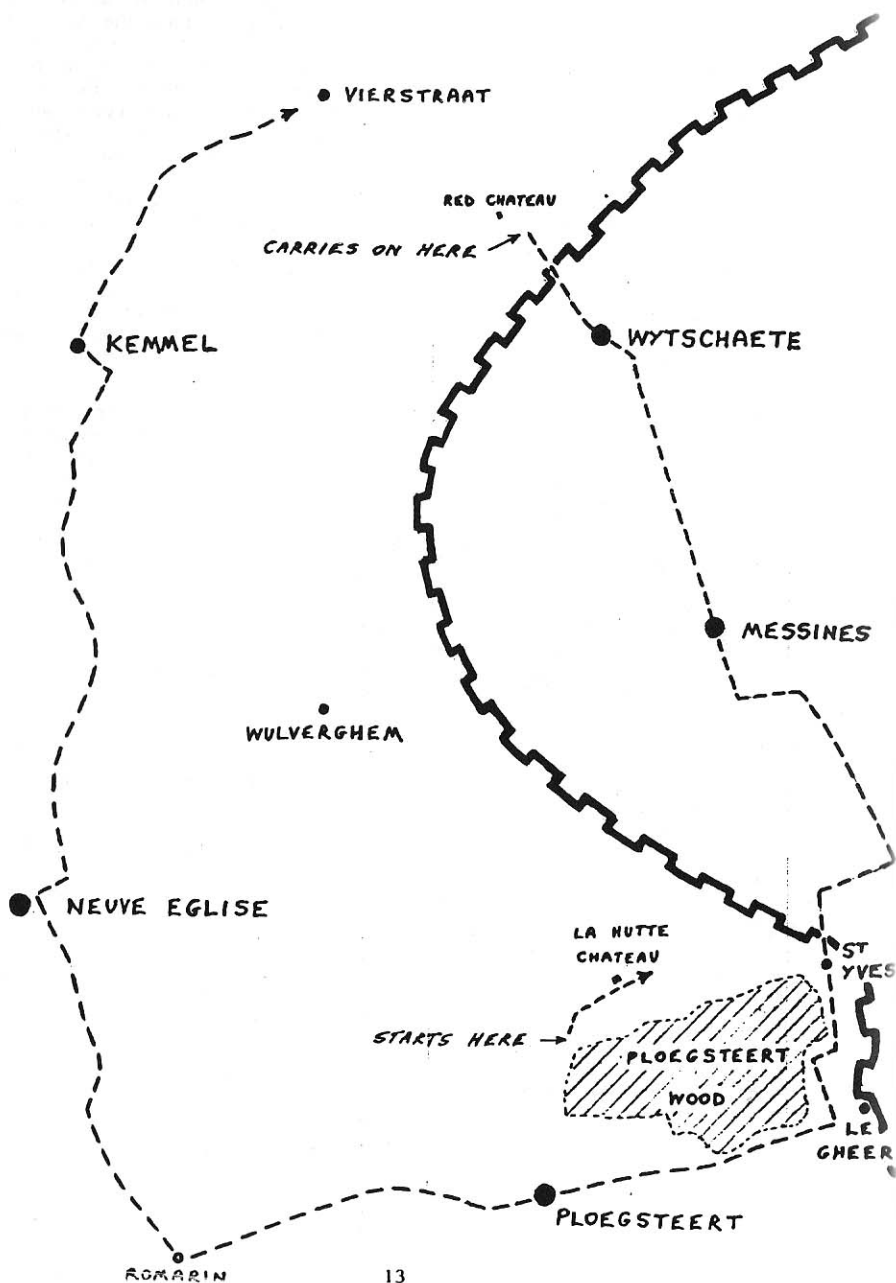 VIERSTRAAT
RED CHATEAU
CARRIES ON HERE
KEMMEL
WYTSCHAETE
MESSINES
WULVERGHEM
NEUVE EGLISE
LA HUTTE
CHATEAU
ST
YVES
STARTS HERE
PLOEGSTEERT
WOOD
LE
GHEER
PLOEGSTEERT
ROMARIN
13